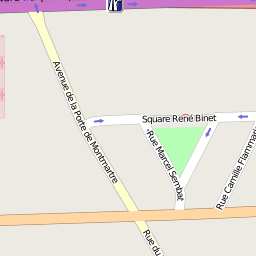 Avenue de la Porte de Montmartre
Square René Binet
Rue Marcel Sembat
Rue Camille Flammari
Rue du